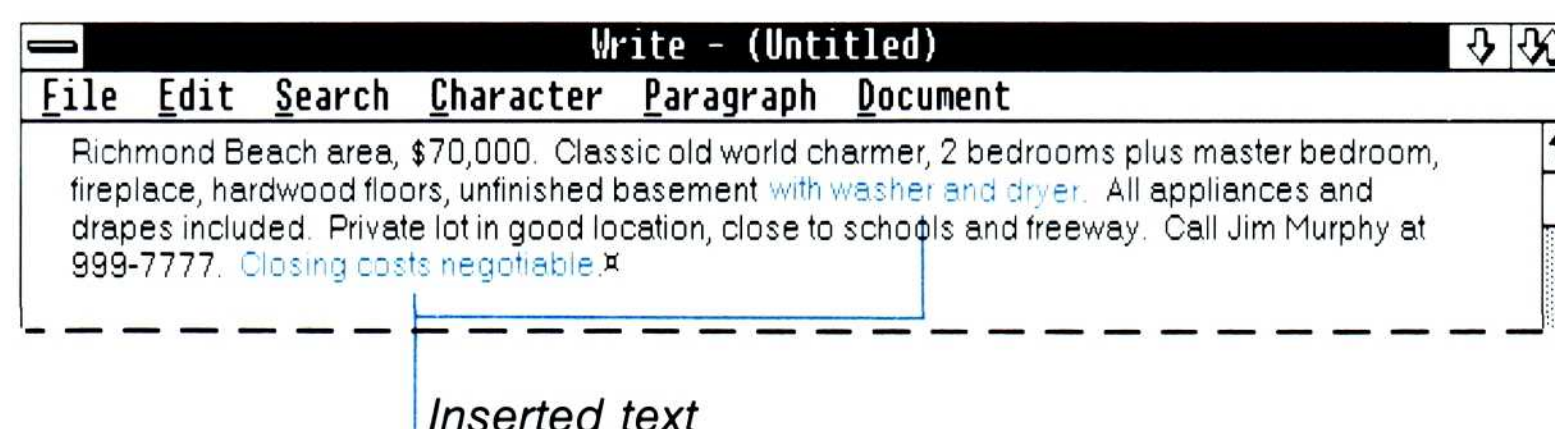 Write - (Untitled)
File Edit Search Character Paragraph Document
Richmond Beach area, $70,000. Classic old world charmer, 2 bedrooms plus master bedroom,
fireplace, hardwood floors, unfinished basement with washer and dryer. All appliances and
drapes included. Private lot in good location, close to schools and freeway. Call Jim Murphy at
999-7777. Closing costs negotiable.¤
Inserted text